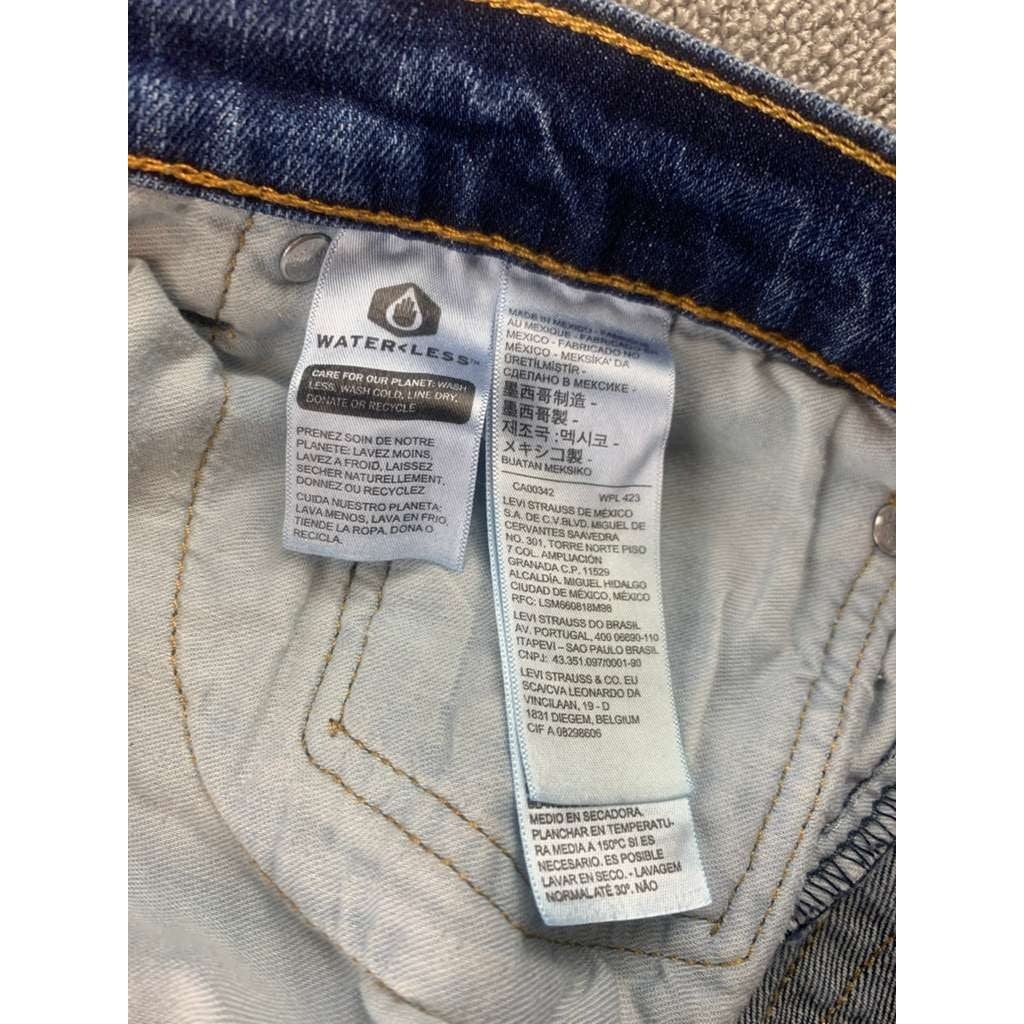 WATER<LESS™
CARE FOR OUR PLANET: WASH
LESS, WASH COLD, LINE DRY,
DONATE OR RECYCLE
PRENEZ SOIN DE NOTRE
PLANETE: LAVEZ MOINS,
LAVEZ A FROID, LAISSEZ
SECHER NATURELLEMENT,
DONNEZ OU RECYCLEZ
CUIDA NUESTRO PLANETA:
LAVA MENOS, LAVA EN FRIO,
TIENDE LA ROPA. DONA O
RECICLA.
MADE IN MEXICO - FABRIQUÉ
AU MEXIQUE - FABRICADO EN
MEXICO - FABRICADO NO
MÉXICO - MEKSİKA' DA
ÜRETİLMİŞTİR -
СДЕЛАНО В МЕКСИКЕ -
墨西哥制造 -
墨西哥製 -
제조국 :멕시코 -
メキシコ製 -
BUATAN MEKSIKO
CA00342 WPL 423
LEVI STRAUSS DE MÉXICO
S.A. DE C.V.BLVD. MIGUEL DE
CERVANTES SAAVEDRA
NO. 301, TORRE NORTE PISO
7 COL. AMPLIACIÓN
GRANADA C.P. 11529
ALCALDÍA. MIGUEL HIDALGO
CIUDAD DE MÉXICO, MÉXICO
RFC: LSM660818M98
LEVI STRAUSS DO BRASIL
AV. PORTUGAL, 400 06690-110
ITAPEVI – SAO PAULO BRASIL
CNPJ: 43.351.097/0001-90
LEVI STRAUSS & CO. EU
SCA/CVA LEONARDO DA
VINCILAAN, 19 - D
1831 DIEGEM, BELGIUM
CIF A 08298606
MEDIO EN SECADORA.
PLANCHAR EN TEMPERATU-
RA MEDIA A 150ºC SI ES
NECESARIO. ES POSIBLE
LAVAR EN SECO. - LAVAGEM
NORMAL ATÉ 30º. NÃO